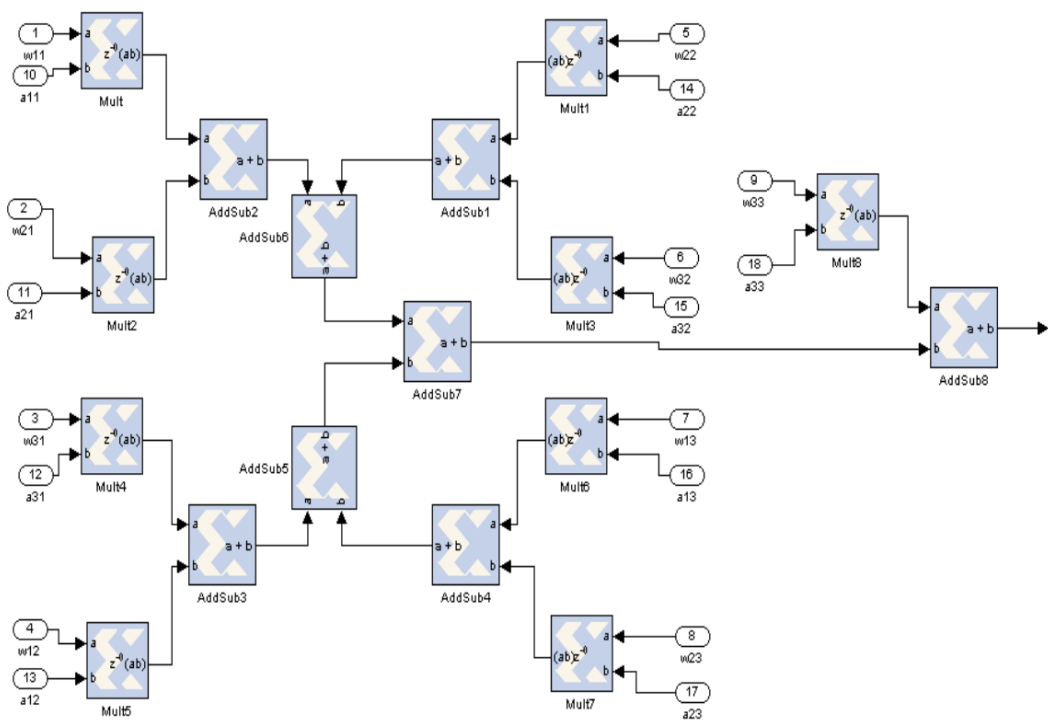 1
w11
10
a11
a
b
z⁻⁰(ab)
Mult
5
w22
14
a22
a
b
(ab)z⁻⁰
Mult1
a
b
a + b
AddSub2
a
b
a + b
AddSub1
a
b
a + b
AddSub6
2
w21
11
a21
a
b
z⁻⁰(ab)
Mult2
6
w32
15
a32
a
b
(ab)z⁻⁰
Mult3
9
w33
18
a33
a
b
z⁻⁰(ab)
Mult8
a
b
a + b
AddSub7
a
b
a + b
AddSub8
3
w31
12
a31
a
b
z⁻⁰(ab)
Mult4
a + b
a
b
AddSub5
7
w13
16
a13
a
b
(ab)z⁻⁰
Mult6
a
b
a + b
AddSub3
a
b
a + b
AddSub4
4
w12
13
a12
a
b
z⁻⁰(ab)
Mult5
8
w23
17
a23
a
b
(ab)z⁻⁰
Mult7